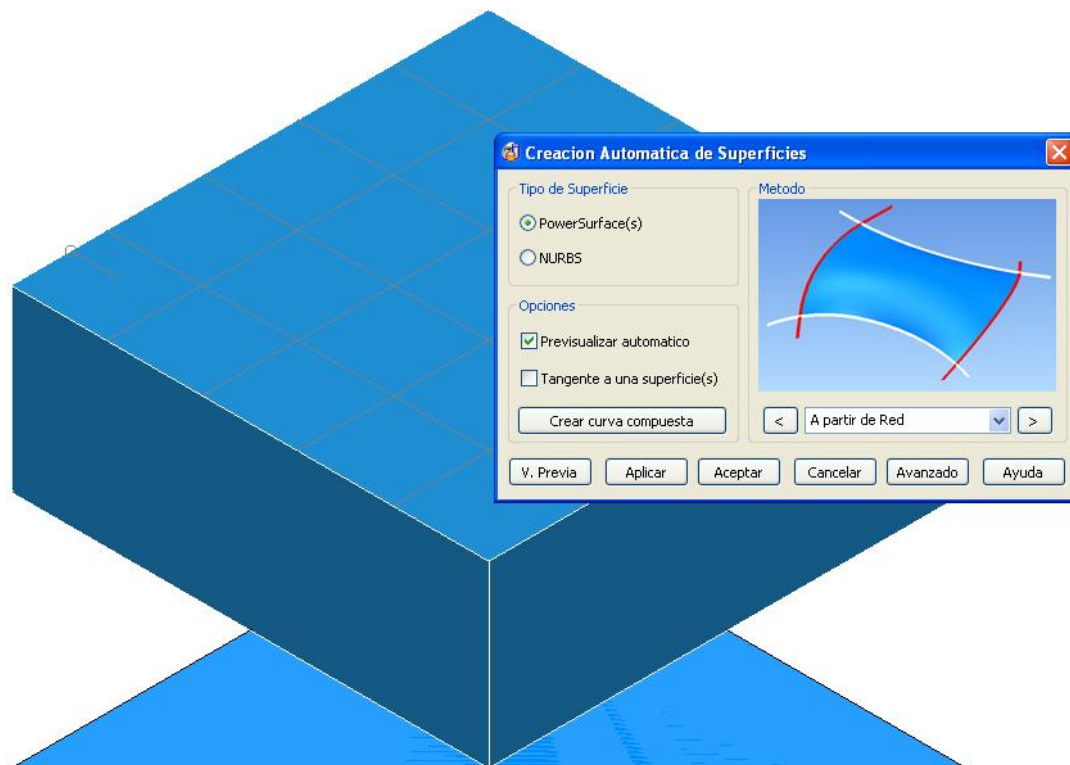 Creacion Automatica de Superficies
Tipo de Superficie
PowerSurface(s)
NURBS
Opciones
Previsualizar automatico
Tangente a una superficie(s)
Crear curva compuesta
Metodo
< A partir de Red >
V. Previa Aplicar Aceptar Cancelar Avanzado Ayuda